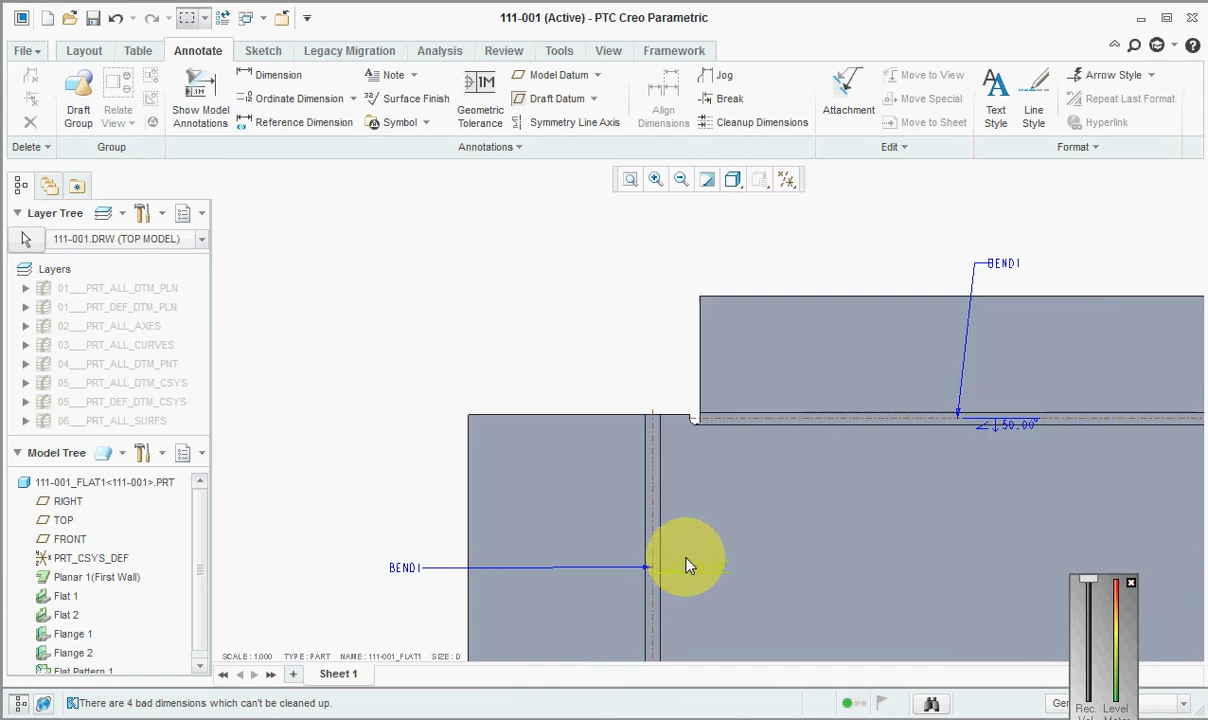 111-001 (Active) - PTC Creo Parametric
File Layout Table Annotate Sketch Legacy Migration Analysis Review Tools View Framework
Draft Group
Relate View
Show Model Annotations
Dimension
Ordinate Dimension
Reference Dimension
Note
Surface Finish
Symbol
Geometric Tolerance
Model Datum
Draft Datum
Symmetry Line Axis
Align Dimensions
Jog
Break
Cleanup Dimensions
Attachment
Move to View
Move Special
Move to Sheet
Text Style
Line Style
Arrow Style
Repeat Last Format
Hyperlink
Delete Group Annotations Edit Format
Layer Tree
111-001.DRW (TOP MODEL)
Layers
01___PRT_ALL_DTM_PLN
01___PRT_DEF_DTM_PLN
02___PRT_ALL_AXES
03___PRT_ALL_CURVES
04___PRT_ALL_DTM_PNT
05___PRT_ALL_DTM_CSYS
05___PRT_DEF_DTM_CSYS
06___PRT_ALL_SURFS
Model Tree
111-001_FLAT1<111-001>.PRT
RIGHT
TOP
FRONT
PRT_CSYS_DEF
Planar 1(First Wall)
Flat 1
Flat 2
Flange 1
Flange 2
Flat Pattern 1
BEND1
50.00°
BEND1
SCALE : 1.000 TYPE : PART NAME : 111-001_FLAT1 SIZE : D
Sheet 1
There are 4 bad dimensions which can't be cleaned up.
Rec. Level